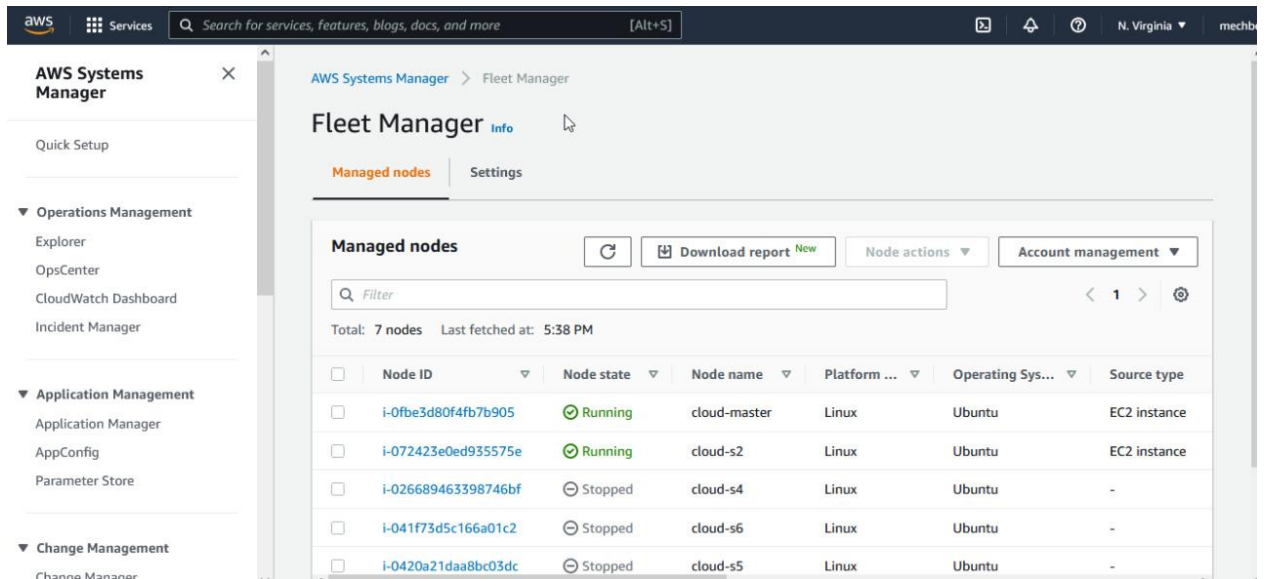 aws Services Search for services, features, blogs, docs, and more [Alt+S] N. Virginia ▼
AWS Systems Manager
Quick Setup
▼ Operations Management
Explorer
OpsCenter
CloudWatch Dashboard
Incident Manager
▼ Application Management
Application Manager
AppConfig
Parameter Store
▼ Change Management
Change Manager
AWS Systems Manager > Fleet Manager
Fleet Manager Info
Managed nodes Settings
Managed nodes Download report New Node actions ▼ Account management ▼
Filter < 1 >
Total: 7 nodes Last fetched at: 5:38 PM
Node ID Node state Node name Platform ... Operating Sys... Source type
i-0fbe3d80f4fb7b905 Running cloud-master Linux Ubuntu EC2 instance
i-072423e0ed935575e Running cloud-s2 Linux Ubuntu EC2 instance
i-026689463398746bf Stopped cloud-s4 Linux Ubuntu -
i-041f73d5c166a01c2 Stopped cloud-s6 Linux Ubuntu -
i-0420a21daa8bc03dc Stopped cloud-s5 Linux Ubuntu -